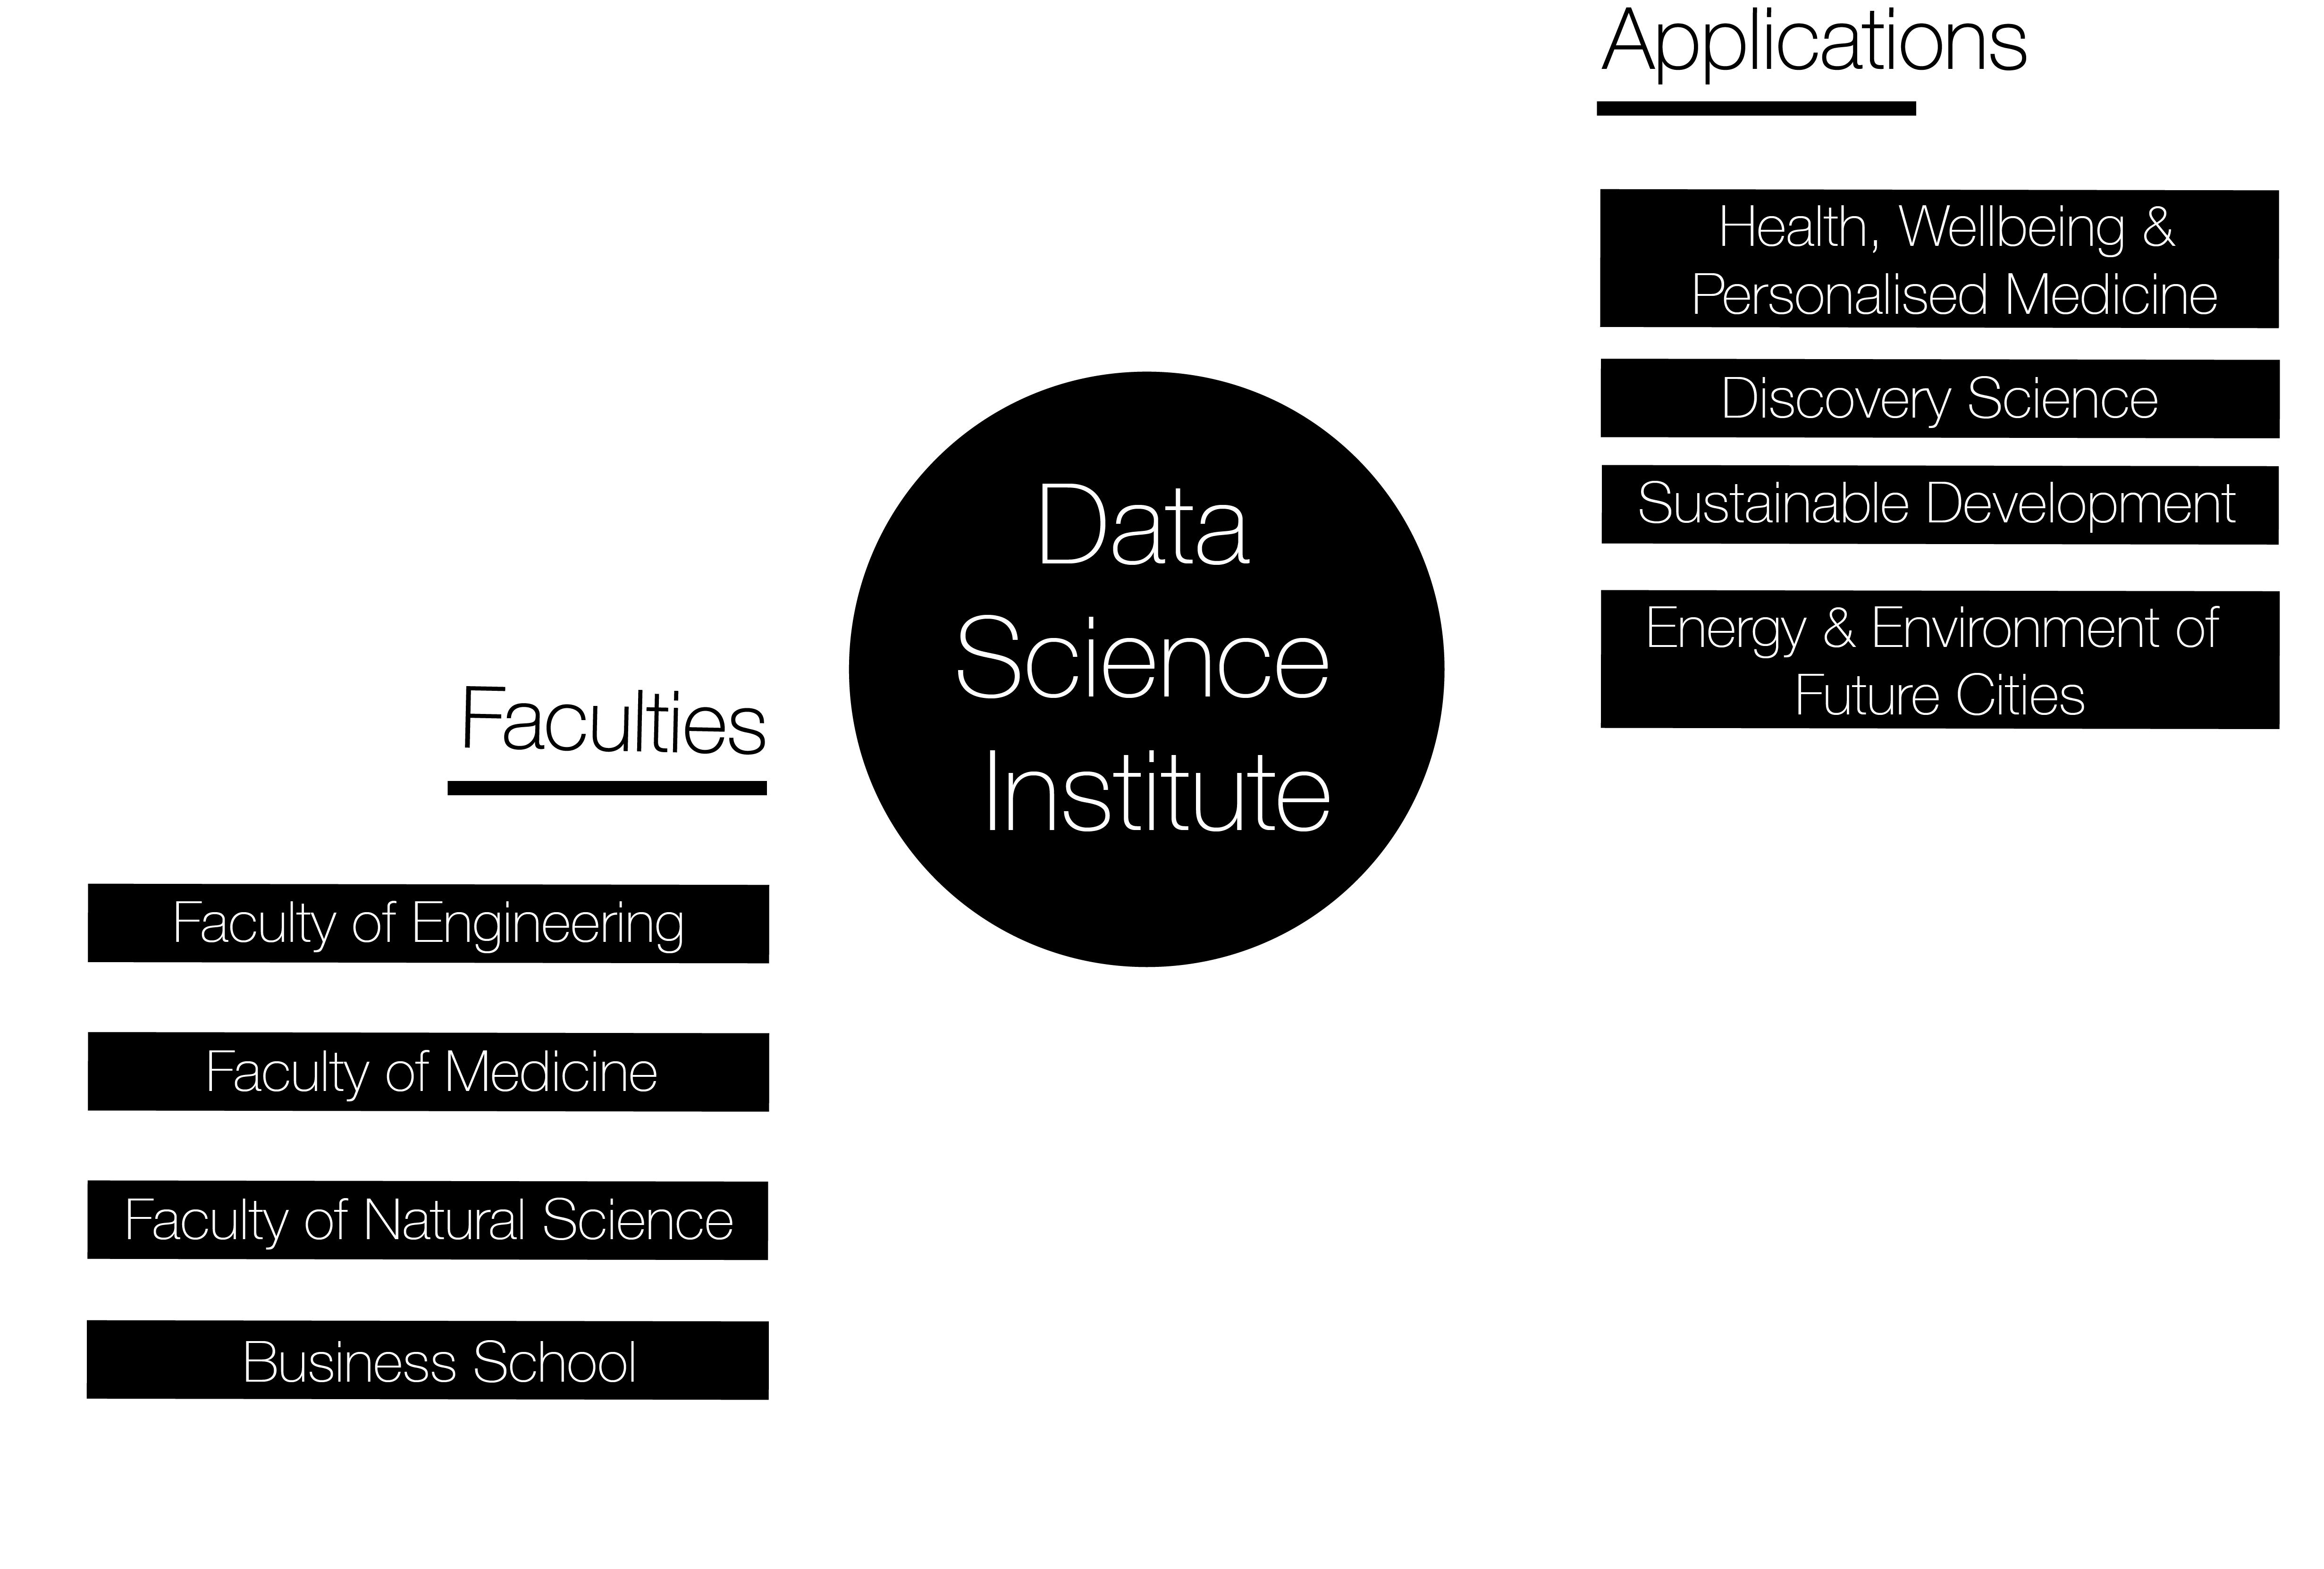 Applications
Health, Wellbeing &
Personalised Medicine
Discovery Science
Sustainable Development
Energy & Environment of
Future Cities
Data
Science
Institute
Faculties
Faculty of Engineering
Faculty of Medicine
Faculty of Natural Science
Business School